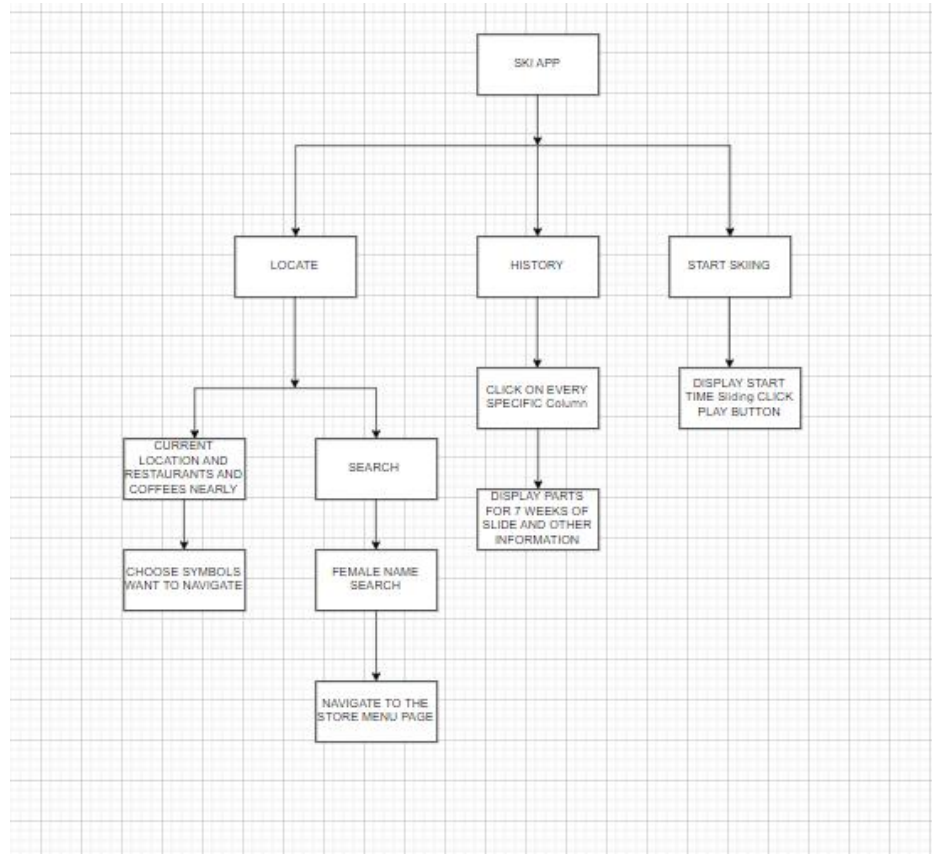 SKI APP
LOCATE
HISTORY
START SKIING
CLICK ON EVERY
SPECIFIC Column
DISPLAY START
TIME Sliding CLICK
PLAY BUTTON
CURRENT
LOCATION AND
RESTAURANTS AND
COFFEES NEARLY
SEARCH
DISPLAY PARTS
FOR 7 WEEKS OF
SLIDE AND OTHER
INFORMATION
CHOOSE SYMBOLS
WANT TO NAVIGATE
FEMALE NAME
SEARCH
NAVIGATE TO THE
STORE MENU PAGE